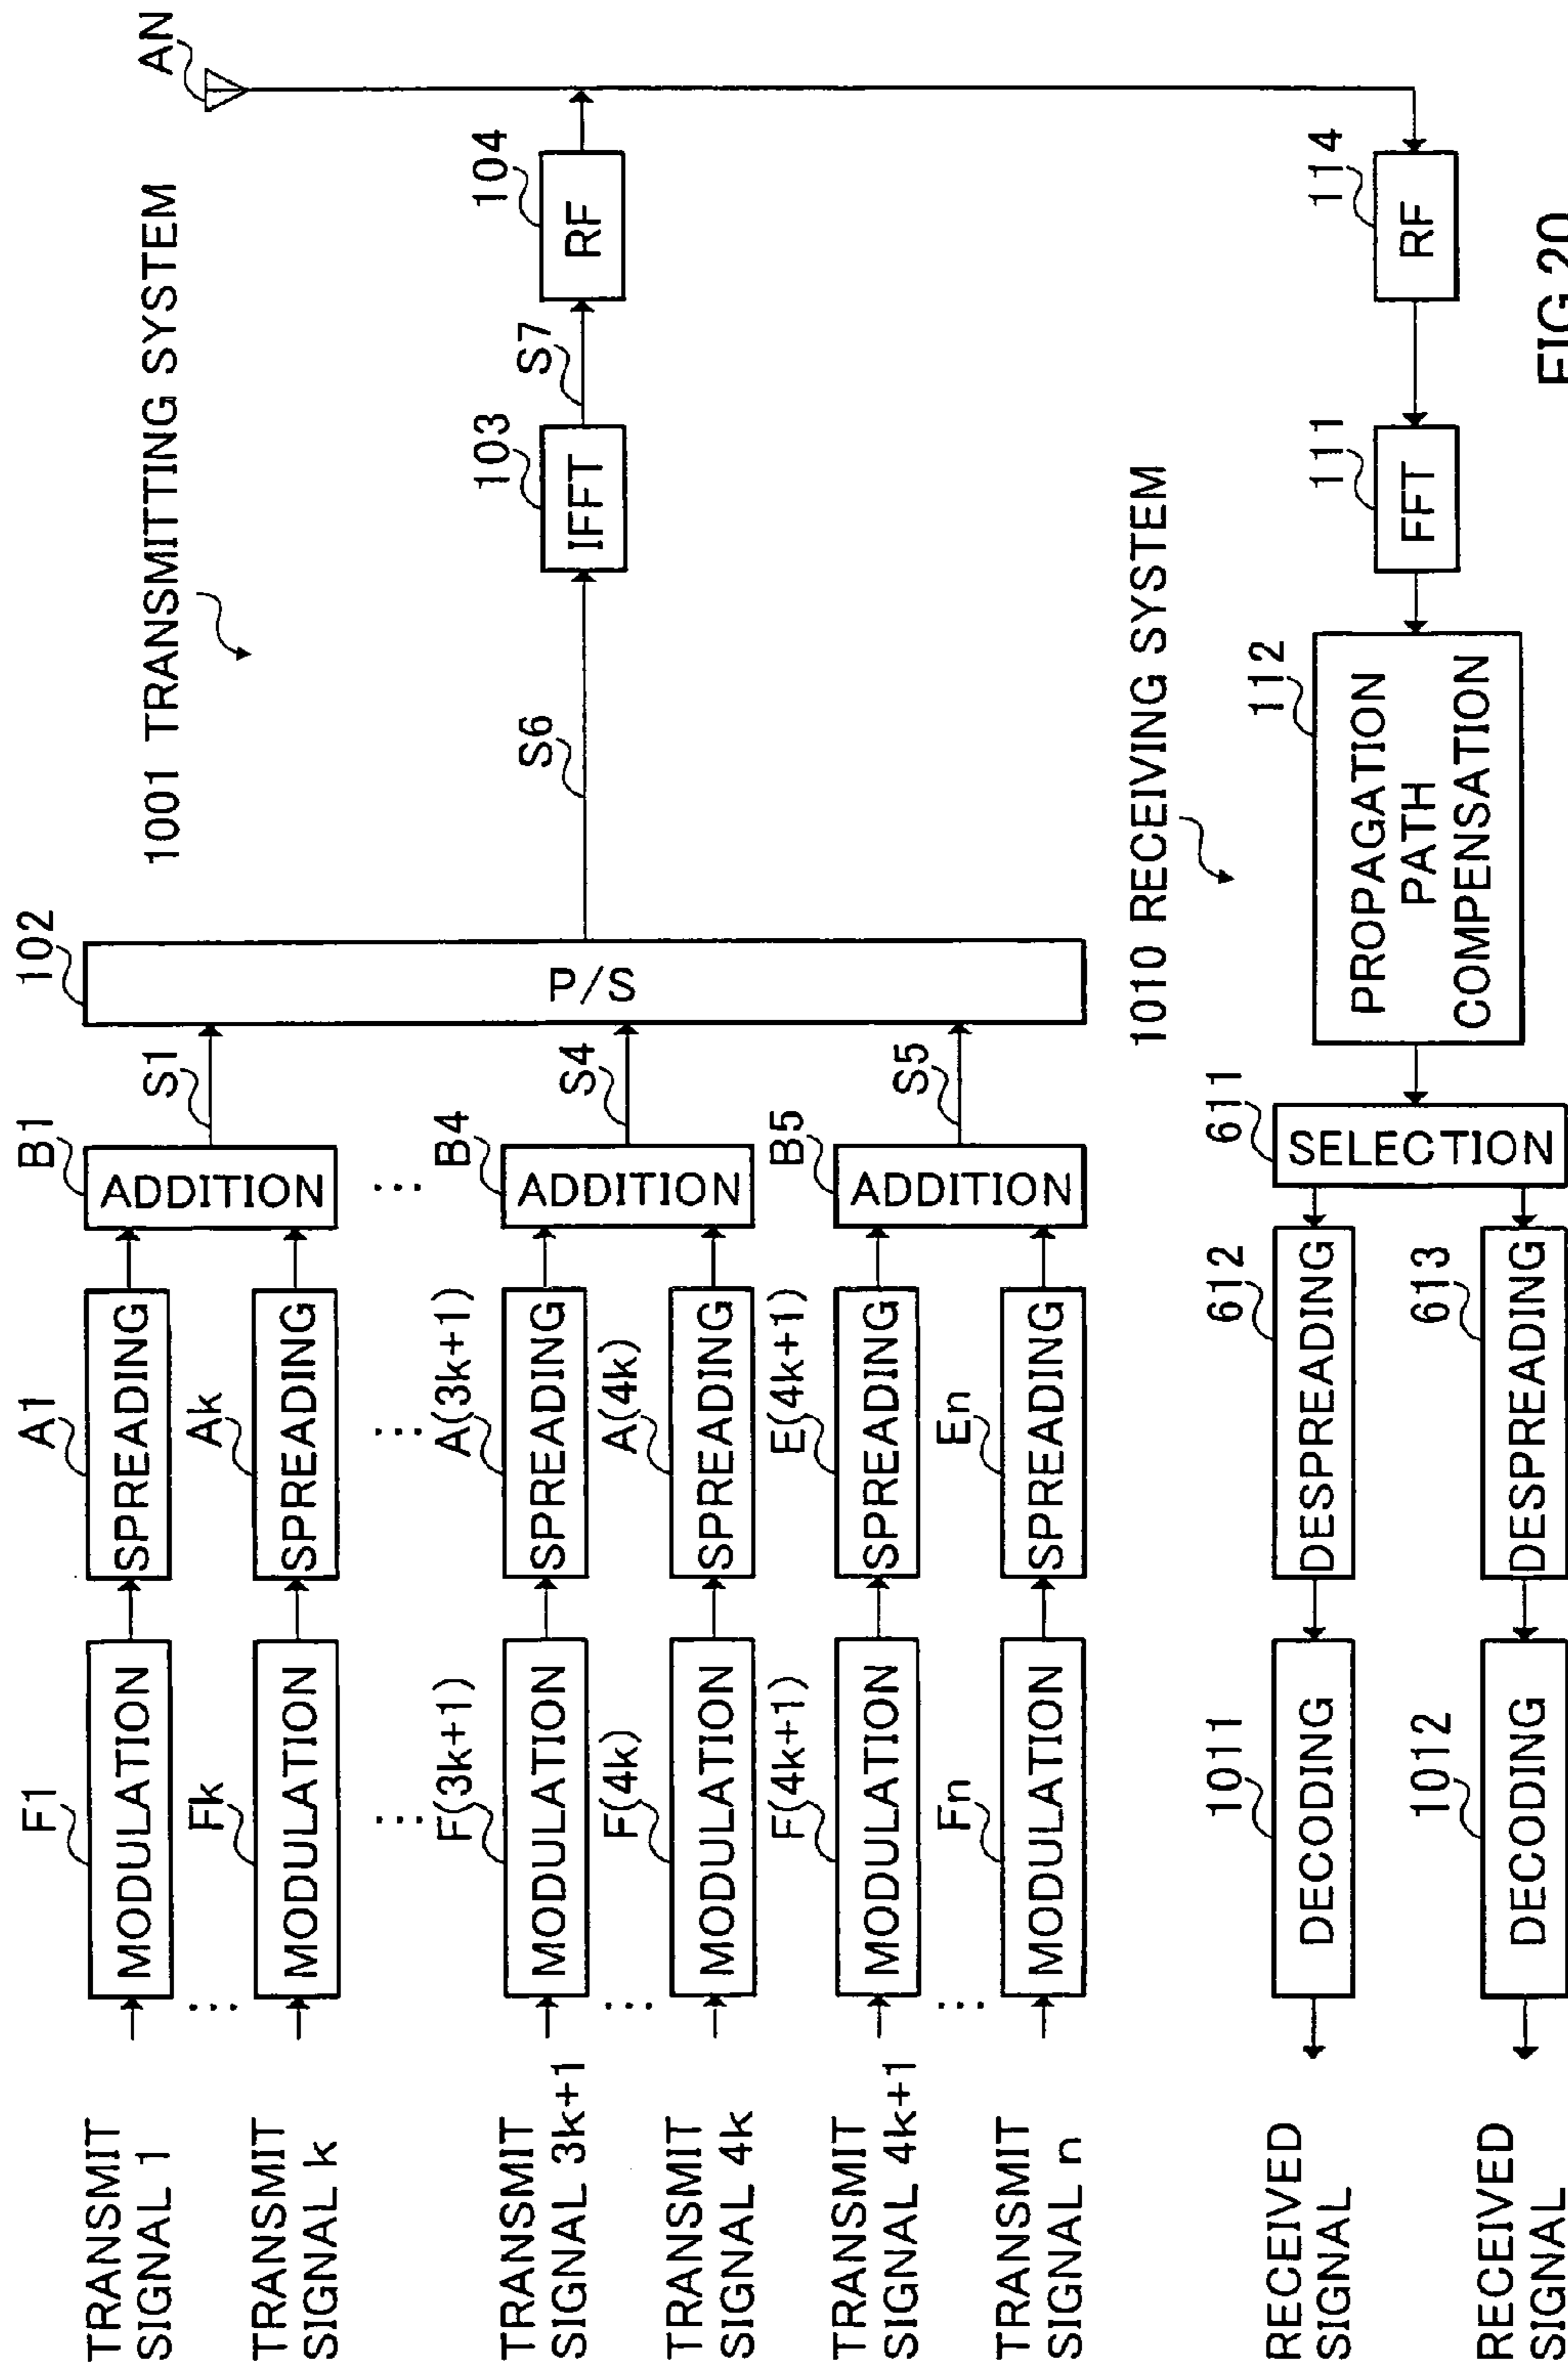 1001 TRANSMITTING SYSTEM
AN
TRANSMIT
SIGNAL 1
F1
MODULATION
A1
SPREADING
B1
ADDITION
S1
102
P/S
...
TRANSMIT
SIGNAL k
Fk
MODULATION
Ak
SPREADING
...
...
...
TRANSMIT
SIGNAL 3k+1
F(3k+1)
MODULATION
A(3k+1)
SPREADING
B4
ADDITION
S4
S6
103
IFFT
S7
104
RF
...
TRANSMIT
SIGNAL 4k
F(4k)
MODULATION
A(4k)
SPREADING
TRANSMIT
SIGNAL 4k+1
F(4k+1)
MODULATION
E(4k+1)
SPREADING
B5
ADDITION
S5
...
TRANSMIT
SIGNAL n
Fn
MODULATION
En
SPREADING
1010 RECEIVING SYSTEM
RECEIVED
SIGNAL
1011
DECODING
612
DESPREADING
611
SELECTION
112
PROPAGATION
PATH
COMPENSATION
111
FFT
114
RF
RECEIVED
SIGNAL
1012
DECODING
613
DESPREADING
FIG.20